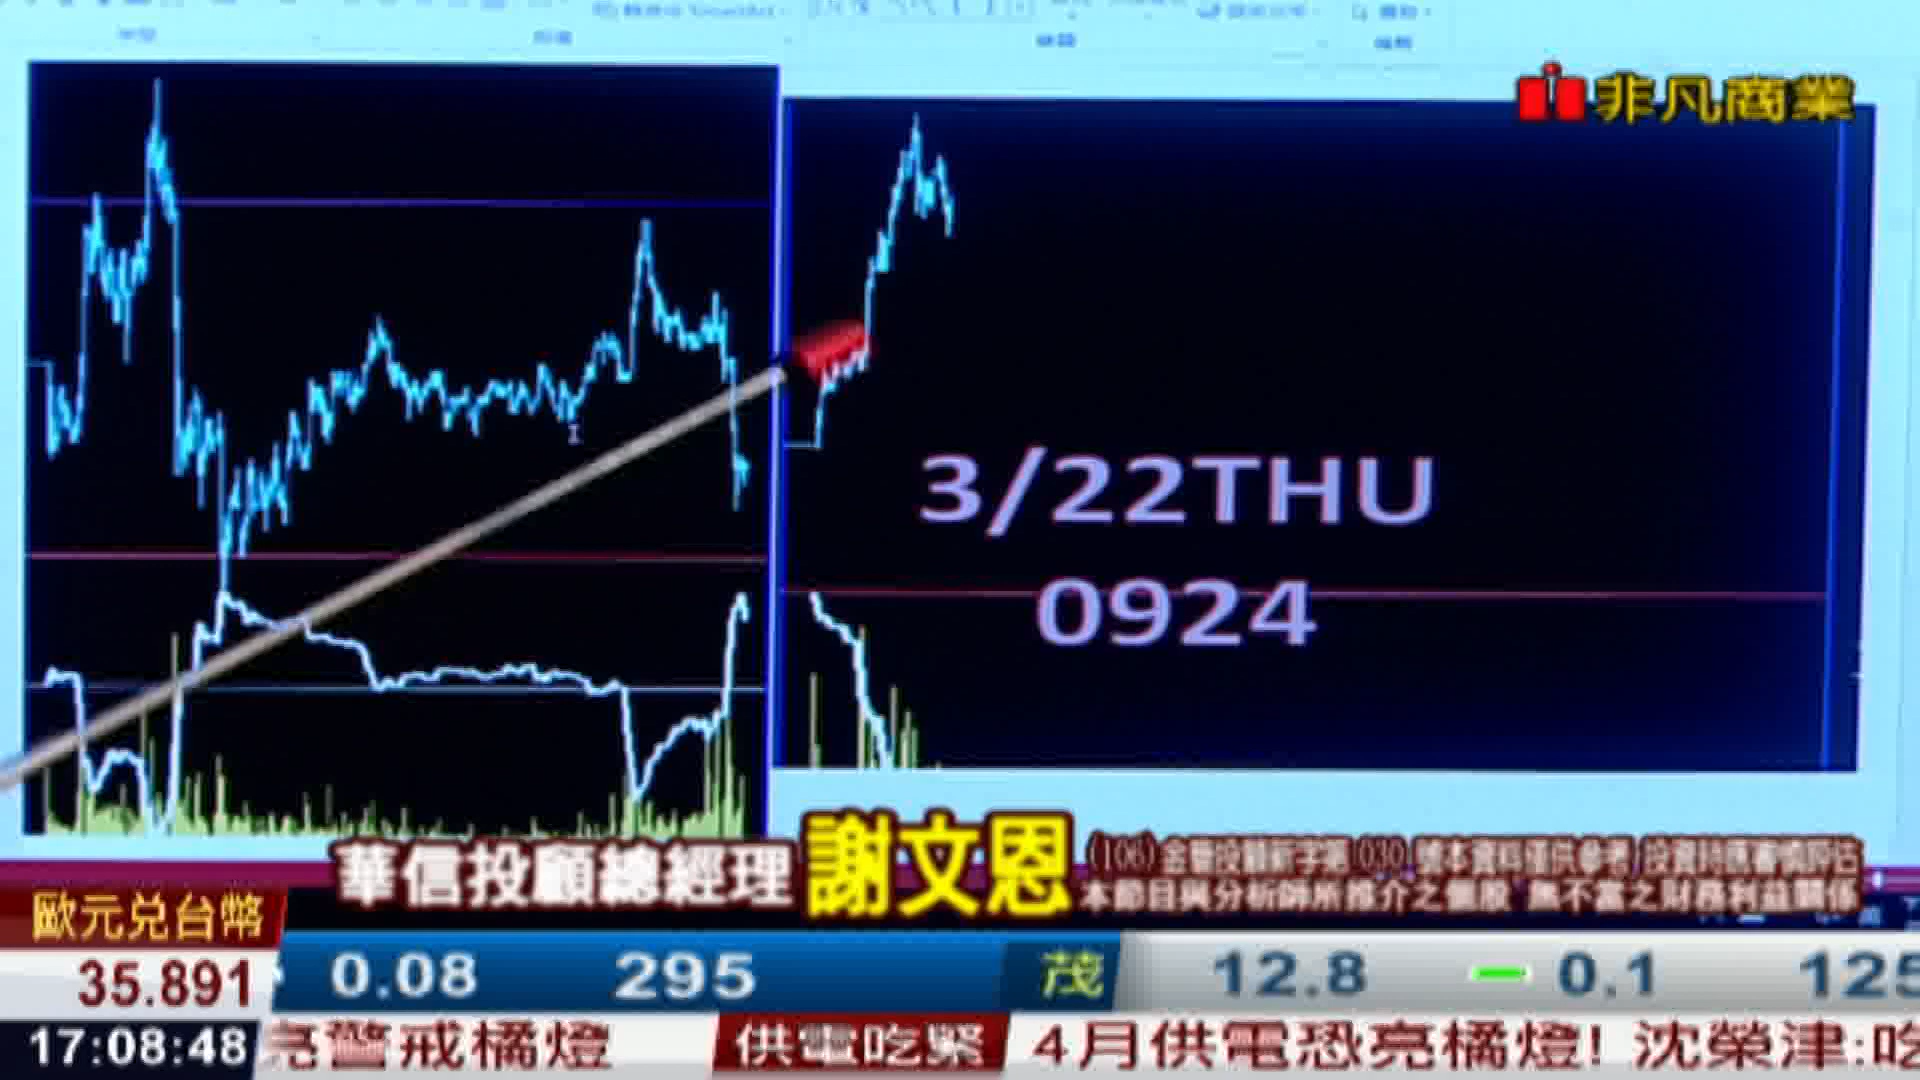 非凡商業
3/22THU
0924
華信投顧總經理 謝文恩
本節目與分析師所推介之個股 無不當之財務利益關係
歐元兌台幣
35.891
0.08 295 茂 12.8 0.1 125
17:08:48
亮警戒橘燈 供電吃緊 4月供電恐亮橘燈! 沈榮津:吃